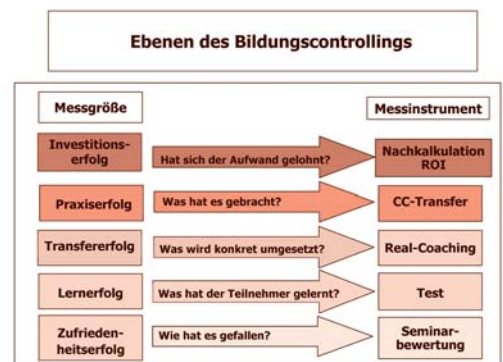 Ebenen des Bildungscontrollings
Messgröße
Messinstrument
Investitions-
erfolg
Hat sich der Aufwand gelohnt?
Nachkalkulation
ROI
Praxiserfolg
Was hat es gebracht?
CC-Transfer
Transfererfolg
Was wird konkret umgesetzt?
Real-Coaching
Lernerfolg
Was hat der Teilnehmer gelernt?
Test
Zufrieden-
heitserfolg
Wie hat es gefallen?
Seminar-
bewertung